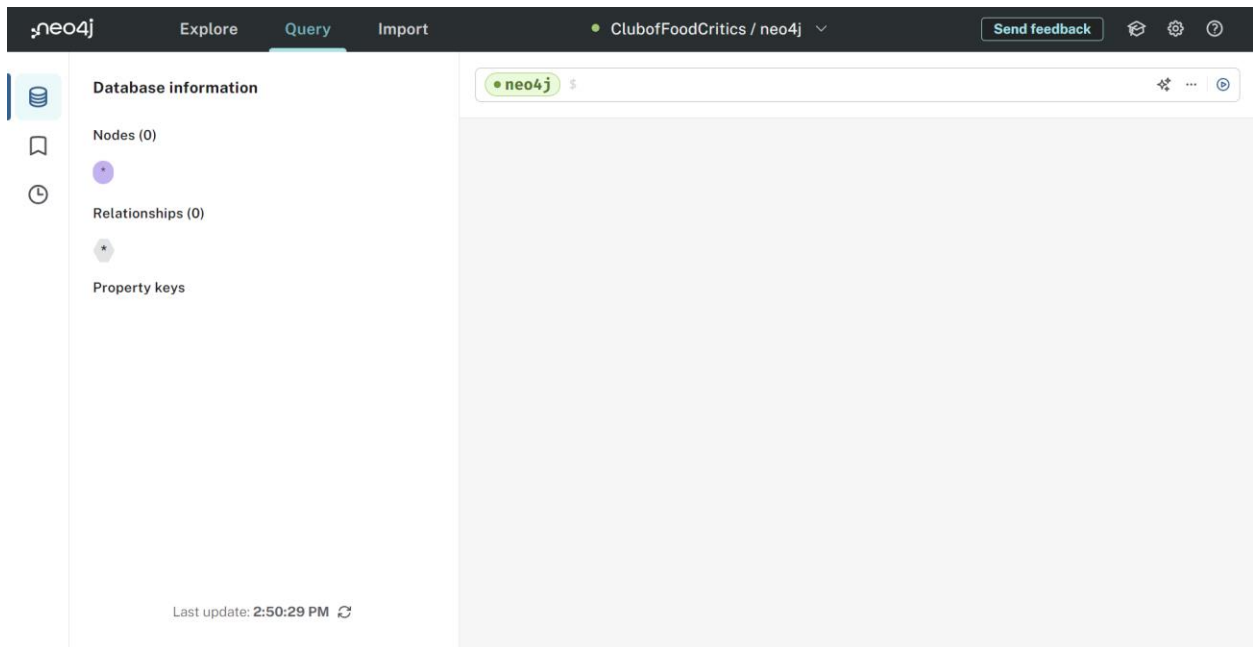 neo4j
Explore
Query
Import
ClubofFoodCritics / neo4j
Send feedback
Database information
Nodes (0)
*
Relationships (0)
*
Property keys
Last update: 2:50:29 PM
neo4j $